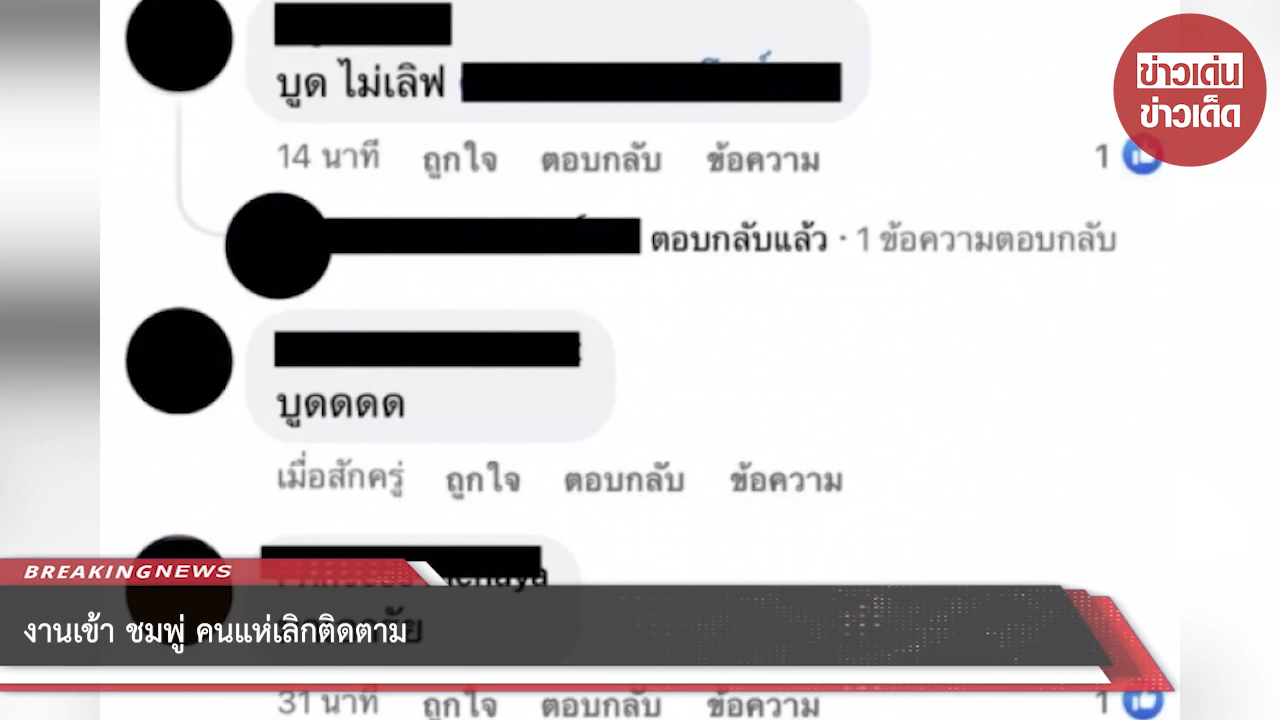 ข่าวเด่น
ข่าวเด็ด
บูด ไม่เลิฟ
14 นาที ถูกใจ ตอบกลับ ข้อความ 1
ตอบกลับแล้ว · 1 ข้อความตอบกลับ
บูดดดด
เมื่อสักครู่ ถูกใจ ตอบกลับ ข้อความ
BREAKING NEWS
งานเข้า ชมพู่ คนแห่เลิกติดตาม
31 นาที ถูกใจ ตอบกลับ ข้อความ 1